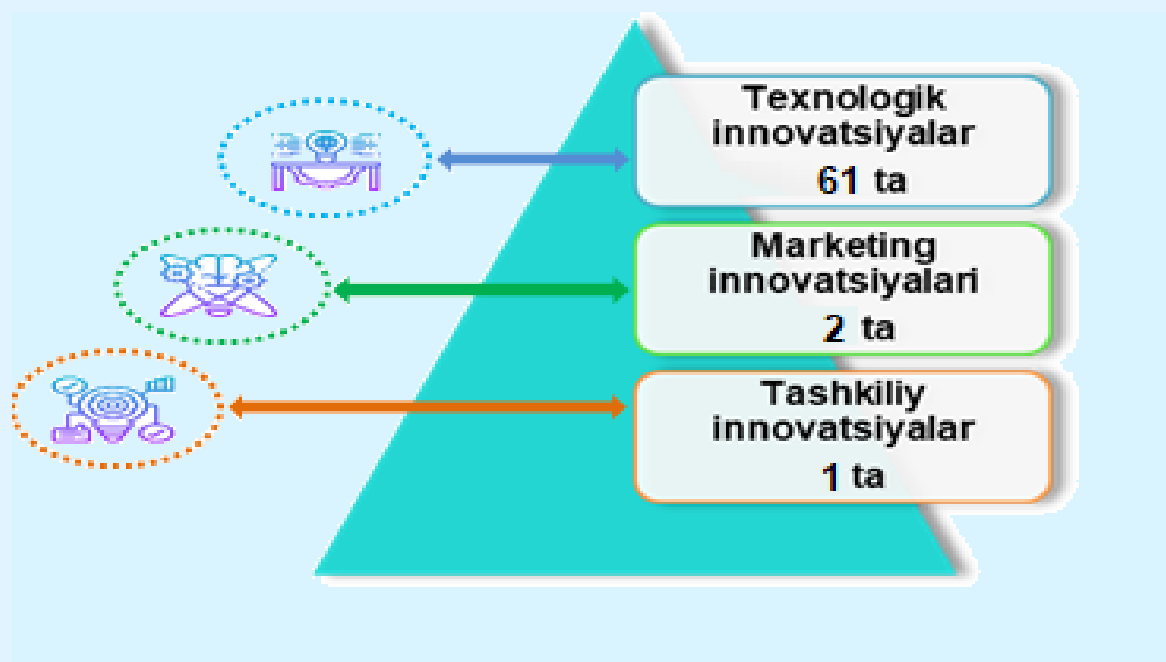 Texnologik
innovatsiyalar
61 ta
Marketing
innovatsiyalari
2 ta
Tashkiliy
innovatsiyalar
1 ta